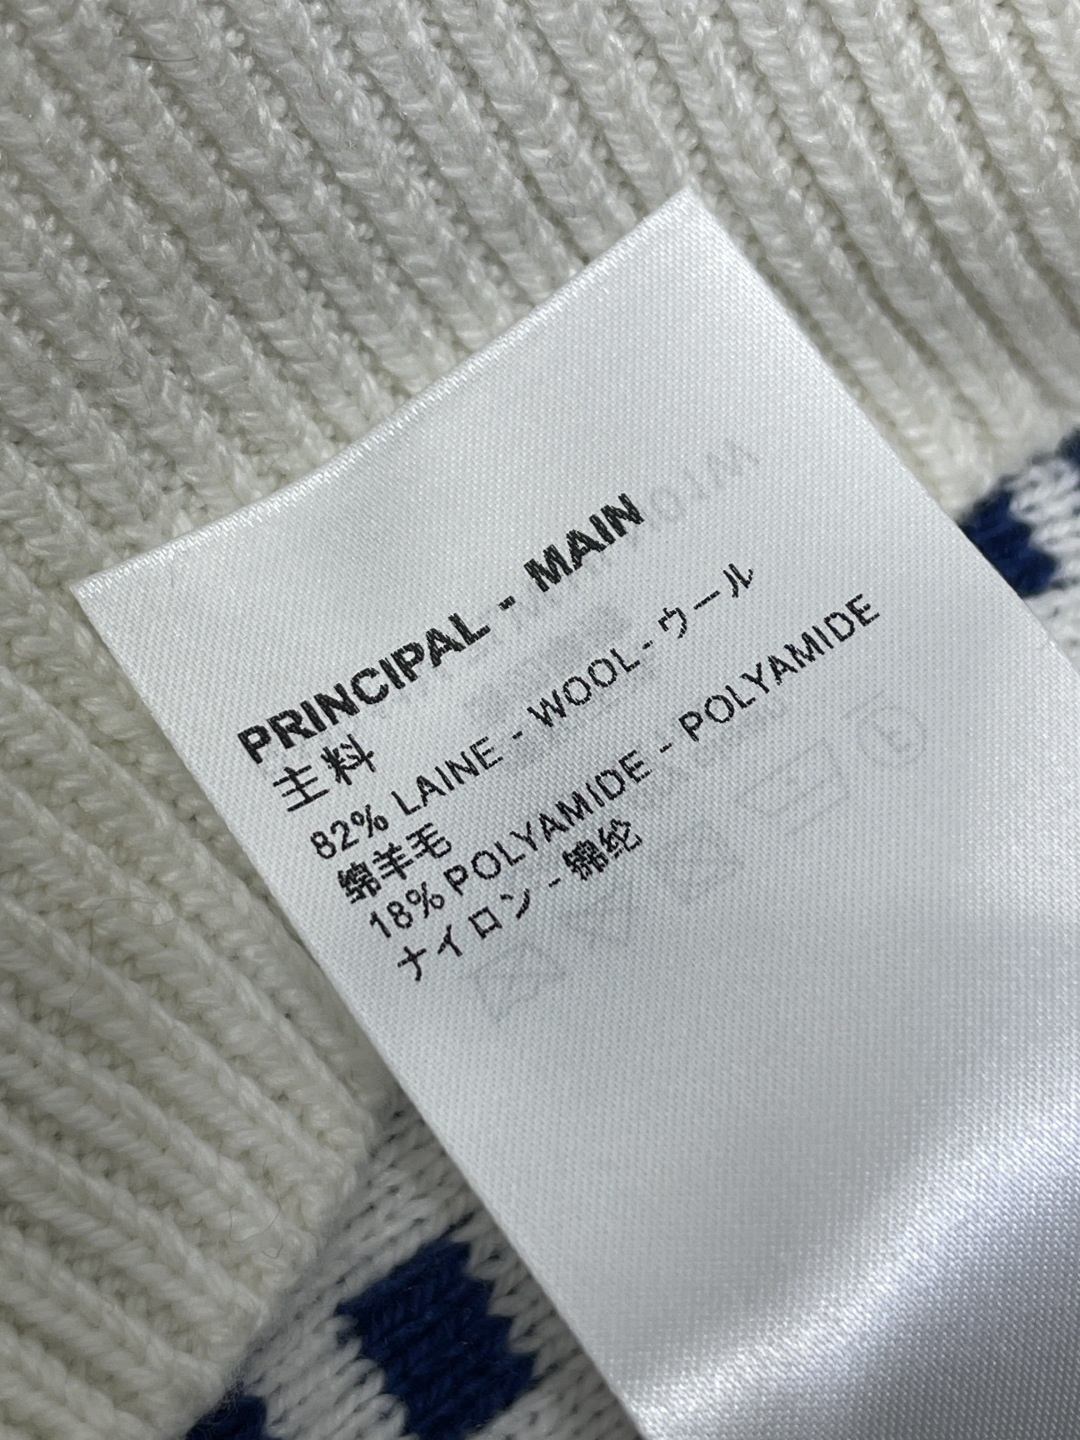 PRINCIPAL - MAIN
主料
82% LAINE - WOOL - ウール
绵羊毛
18% POLYAMIDE - POLYAMIDE
ナイロン - 锦纶